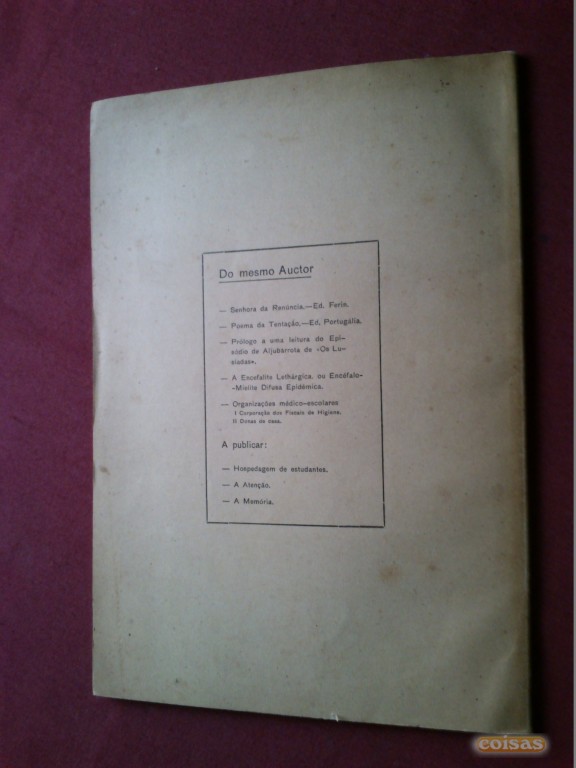 Do mesmo Auctor
— Senhora da Renúncia.—Ed. Ferin.
— Poema da Tentação.—Ed. Portugália.
— Prólogo a uma leitura do Epi-
sódio de Aljubarrota de «Os Lu-
siadas».
— A Encefalite Lethárgica, ou Encéfalo-
-Mielite Difusa Epidémica.
— Organizações médico-escolares
I Corporação dos Fiscais de Higiene.
II Donas de casa.
A publicar:
— Hospedagem de estudantes.
— A Atenção.
— A Memória.
coisas